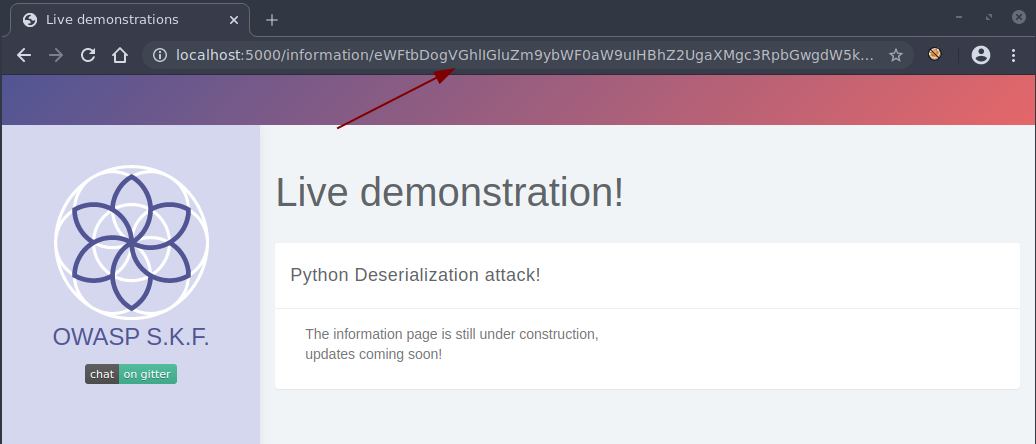 Live demonstrations
localhost:5000/information/eWFtbDogVGhlIGluZm9ybWF0aW9uIHBhZ2UgaXMgc3RpbGwgdW5k...
Live demonstration!
Python Deserialization attack!
The information page is still under construction,
updates coming soon!
OWASP S.K.F.
chat on gitter